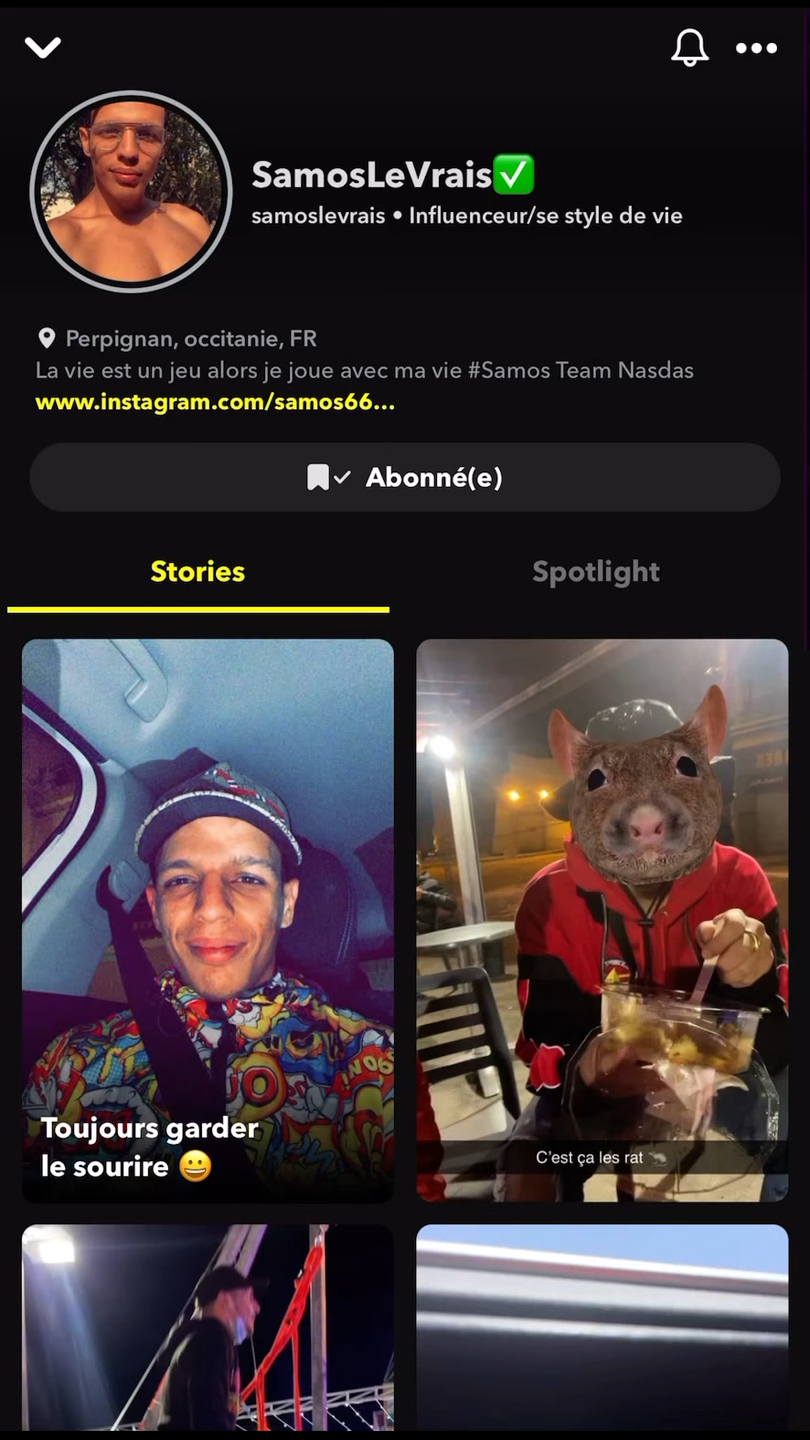 SamosLeVrais✅
samoslevrais • Influenceur/se style de vie
Perpignan, occitanie, FR
La vie est un jeu alors je joue avec ma vie #Samos Team Nasdas
www.instagram.com/samos66...
Abonné(e)
Stories
Spotlight
Toujours garder
le sourire 😀
C'est ça les rat 🐀